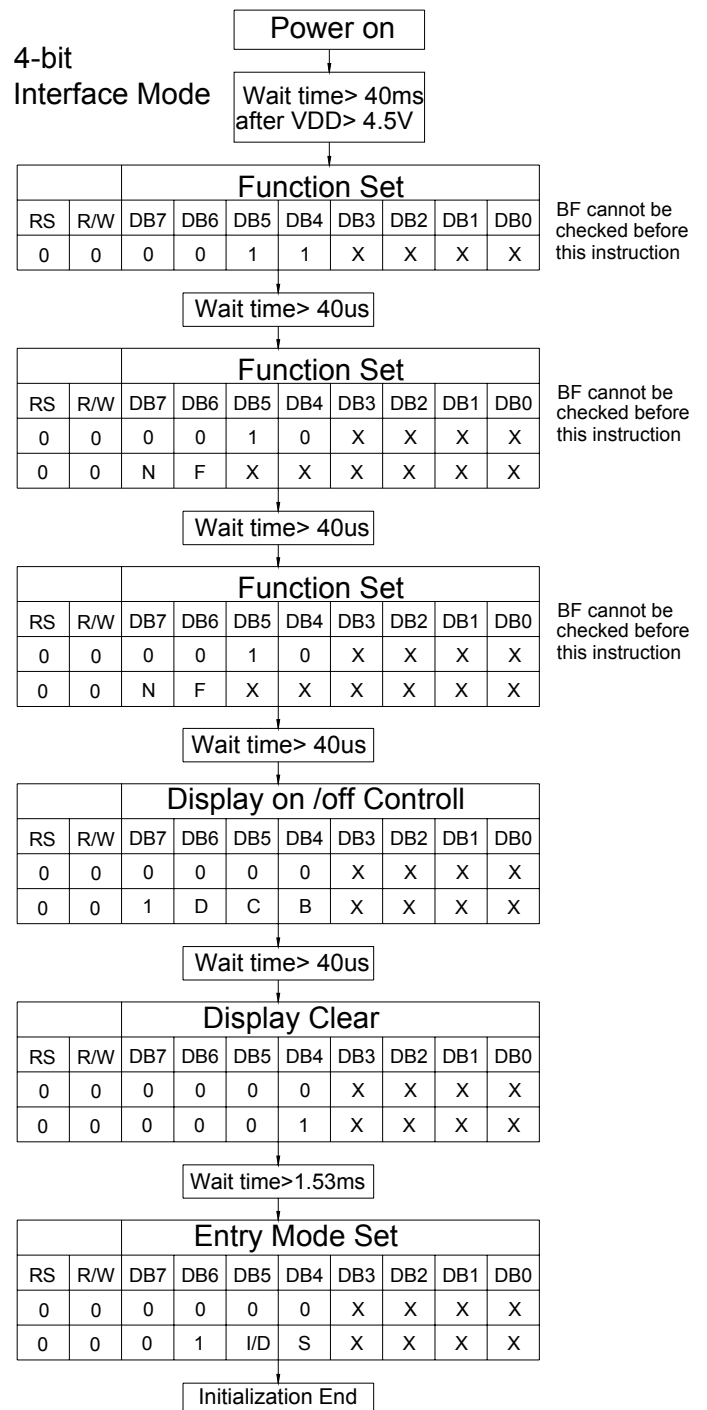 Power on
4-bit
Interface Mode
Wait time> 40ms
after VDD> 4.5V
Function Set
RS R/W DB7 DB6 DB5 DB4 DB3 DB2 DB1 DB0
0 0 0 0 1 1 X X X X
BF cannot be
checked before
this instruction
Wait time> 40us
Function Set
RS R/W DB7 DB6 DB5 DB4 DB3 DB2 DB1 DB0
0 0 0 0 1 0 X X X X
0 0 N F X X X X X X
BF cannot be
checked before
this instruction
Wait time> 40us
Function Set
RS R/W DB7 DB6 DB5 DB4 DB3 DB2 DB1 DB0
0 0 0 0 1 0 X X X X
0 0 N F X X X X X X
BF cannot be
checked before
this instruction
Wait time> 40us
Display on /off Controll
RS R/W DB7 DB6 DB5 DB4 DB3 DB2 DB1 DB0
0 0 0 0 0 0 X X X X
0 0 1 D C B X X X X
Wait time> 40us
Display Clear
RS R/W DB7 DB6 DB5 DB4 DB3 DB2 DB1 DB0
0 0 0 0 0 0 X X X X
0 0 0 0 0 1 X X X X
Wait time>1.53ms
Entry Mode Set
RS R/W DB7 DB6 DB5 DB4 DB3 DB2 DB1 DB0
0 0 0 0 0 0 X X X X
0 0 0 1 I/D S X X X X
Initialization End